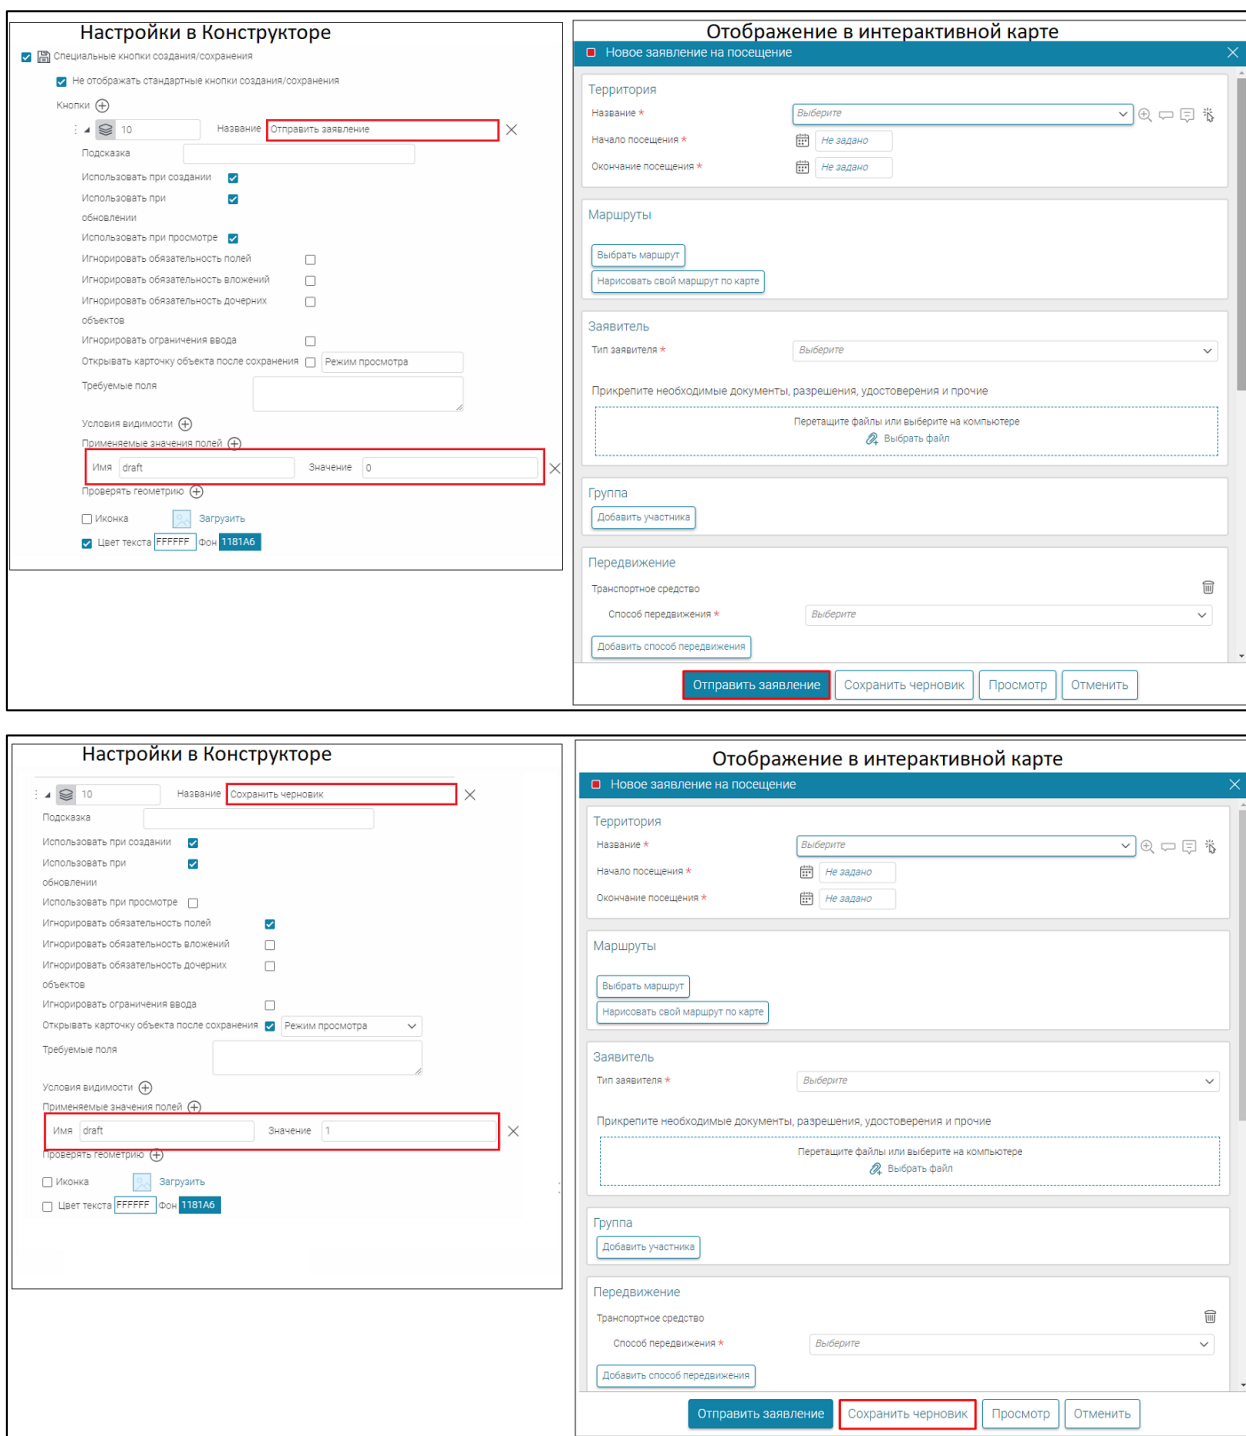 Настройки в Конструкторе
Специальные кнопки создания/сохранения
Не отображать стандартные кнопки создания/сохранения
Кнопки
10 Название Отправить заявление
Подсказка
Использовать при создании
Использовать при
обновлении
Использовать при просмотре
Игнорировать обязательность полей
Игнорировать обязательность вложений
Игнорировать обязательность дочерних
объектов
Игнорировать ограничения ввода
Открывать карточку объекта после сохранения Режим просмотра
Требуемые поля
Условия видимости
Применяемые значения полей
Имя draft Значение 0
Проверять геометрию
Иконка Загрузить
Цвет текста FFFFFF Фон 1181A6
Отображение в интерактивной карте
Новое заявление на посещение
Территория
Название * Выберите
Начало посещения * Не задано
Окончание посещения * Не задано
Маршруты
Выбрать маршрут
Нарисовать свой маршрут по карте
Заявитель
Тип заявителя * Выберите
Прикрепите необходимые документы, разрешения, удостоверения и прочие
Перетащите файлы или выберите на компьютере
Выбрать файл
Группа
Добавить участника
Передвижение
Транспортное средство
Способ передвижения * Выберите
Добавить способ передвижения
Отправить заявление Сохранить черновик Просмотр Отменить
Настройки в Конструкторе
10 Название Сохранить черновик
Подсказка
Использовать при создании
Использовать при
обновлении
Использовать при просмотре
Игнорировать обязательность полей
Игнорировать обязательность вложений
Игнорировать обязательность дочерних
объектов
Игнорировать ограничения ввода
Открывать карточку объекта после сохранения Режим просмотра
Требуемые поля
Условия видимости
Применяемые значения полей
Имя draft Значение 1
Проверять геометрию
Иконка Загрузить
Цвет текста FFFFFF Фон 1181A6
Отображение в интерактивной карте
Новое заявление на посещение
Территория
Название * Выберите
Начало посещения * Не задано
Окончание посещения * Не задано
Маршруты
Выбрать маршрут
Нарисовать свой маршрут по карте
Заявитель
Тип заявителя * Выберите
Прикрепите необходимые документы, разрешения, удостоверения и прочие
Перетащите файлы или выберите на компьютере
Выбрать файл
Группа
Добавить участника
Передвижение
Транспортное средство
Способ передвижения * Выберите
Добавить способ передвижения
Отправить заявление Сохранить черновик Просмотр Отменить